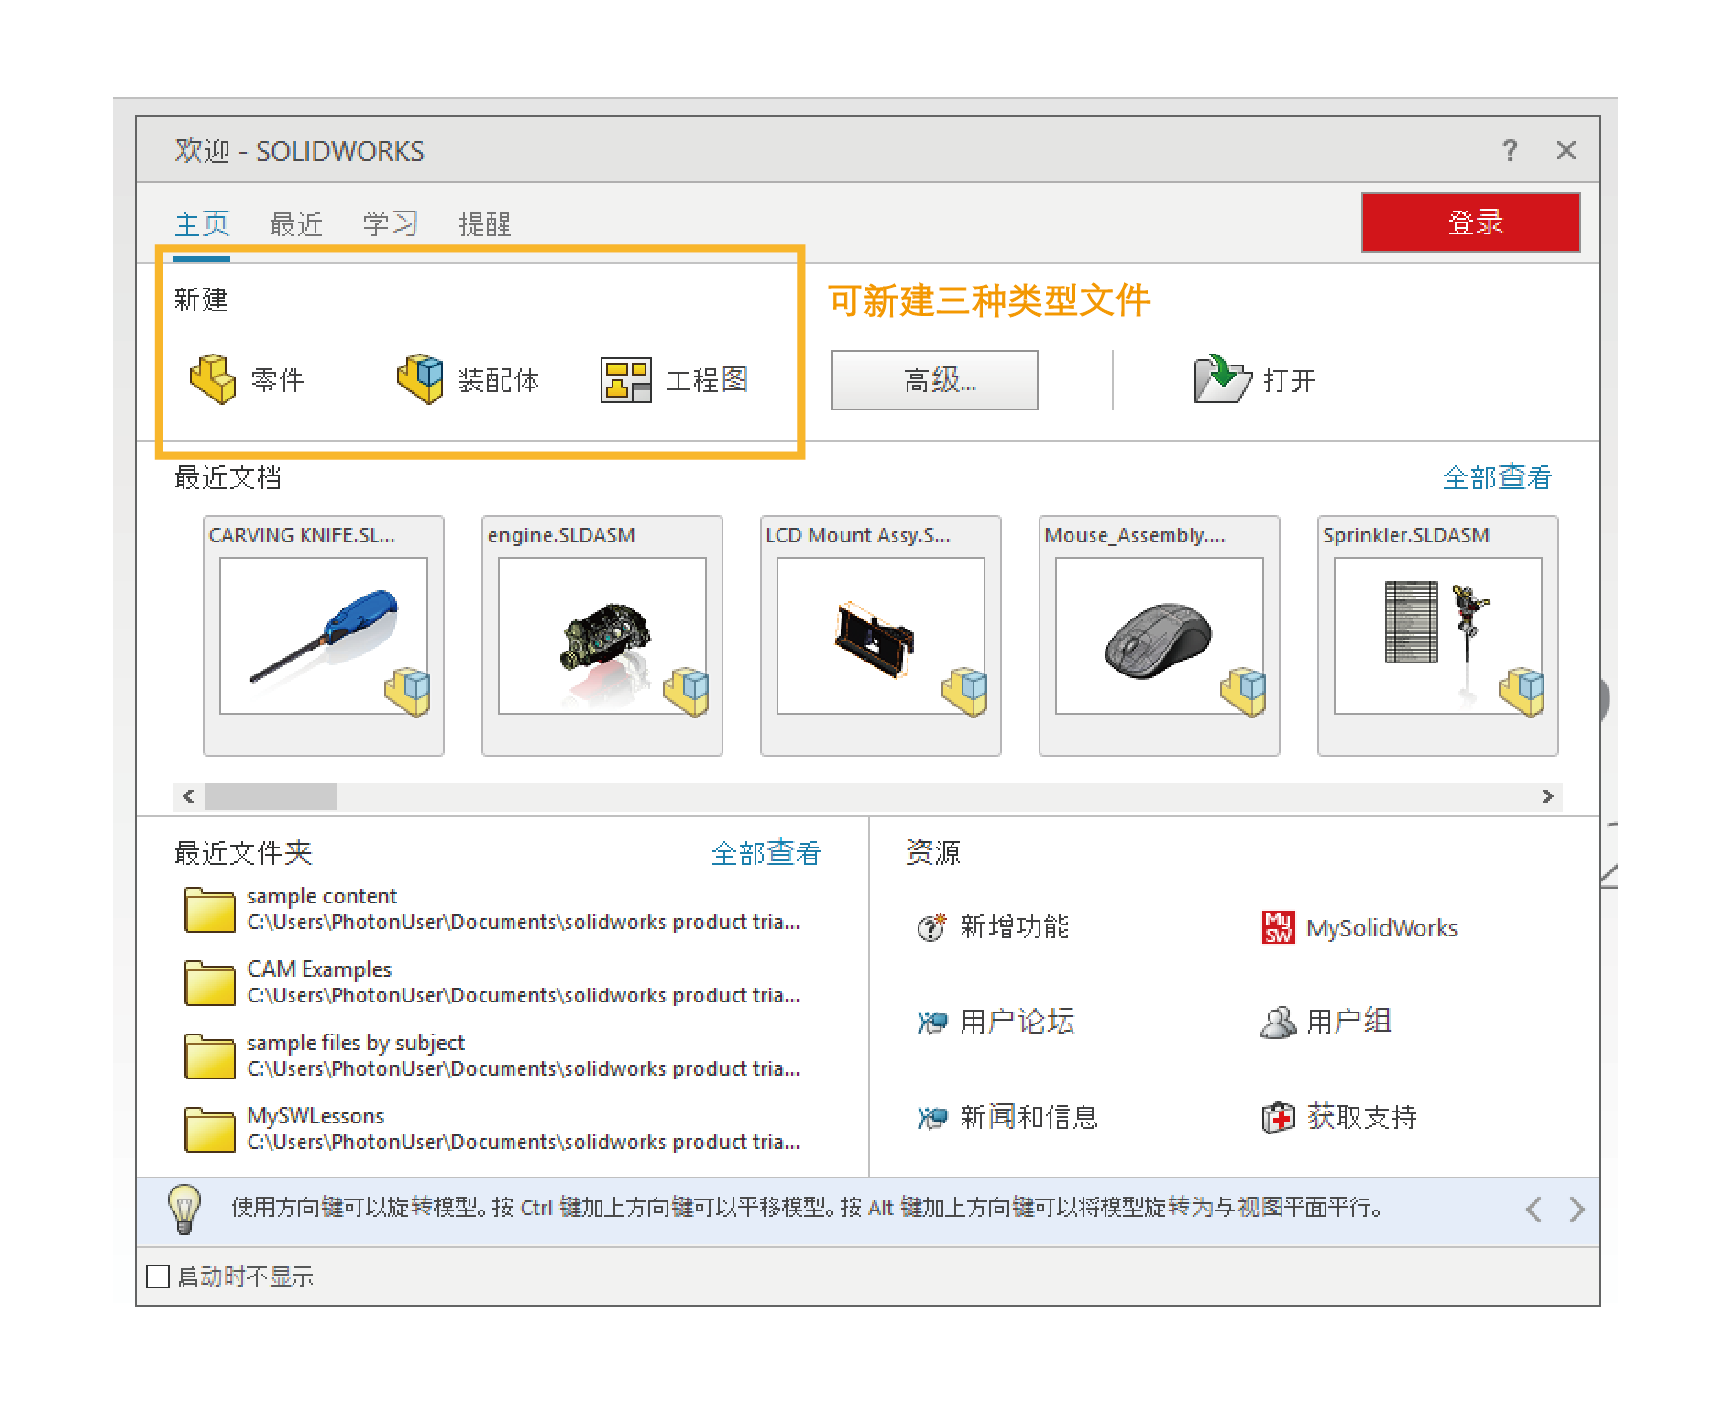 欢迎 - SOLIDWORKS
?
主页 最近 学习 提醒
登录
新建
可新建三种类型文件
零件 装配体 工程图
高级...
打开
最近文档
全部查看
CARVING KNIFE.SL...
engine.SLDASM
LCD Mount Assy.S...
Mouse_Assembly....
Sprinkler.SLDASM
最近文件夹
全部查看
sample content
C:\Users\PhotonUser\Documents\solidworks product tria...
CAM Examples
C:\Users\PhotonUser\Documents\solidworks product tria...
sample files by subject
C:\Users\PhotonUser\Documents\solidworks product tria...
MySWLessons
C:\Users\PhotonUser\Documents\solidworks product tria...
资源
新增功能
My
SW
MySolidWorks
用户论坛
用户组
新闻和信息
获取支持
使用方向键可以旋转模型。按 Ctrl 键加上方向键可以平移模型。按 Alt 键加上方向键可以将模型旋转为与视图平面平行。
启动时不显示